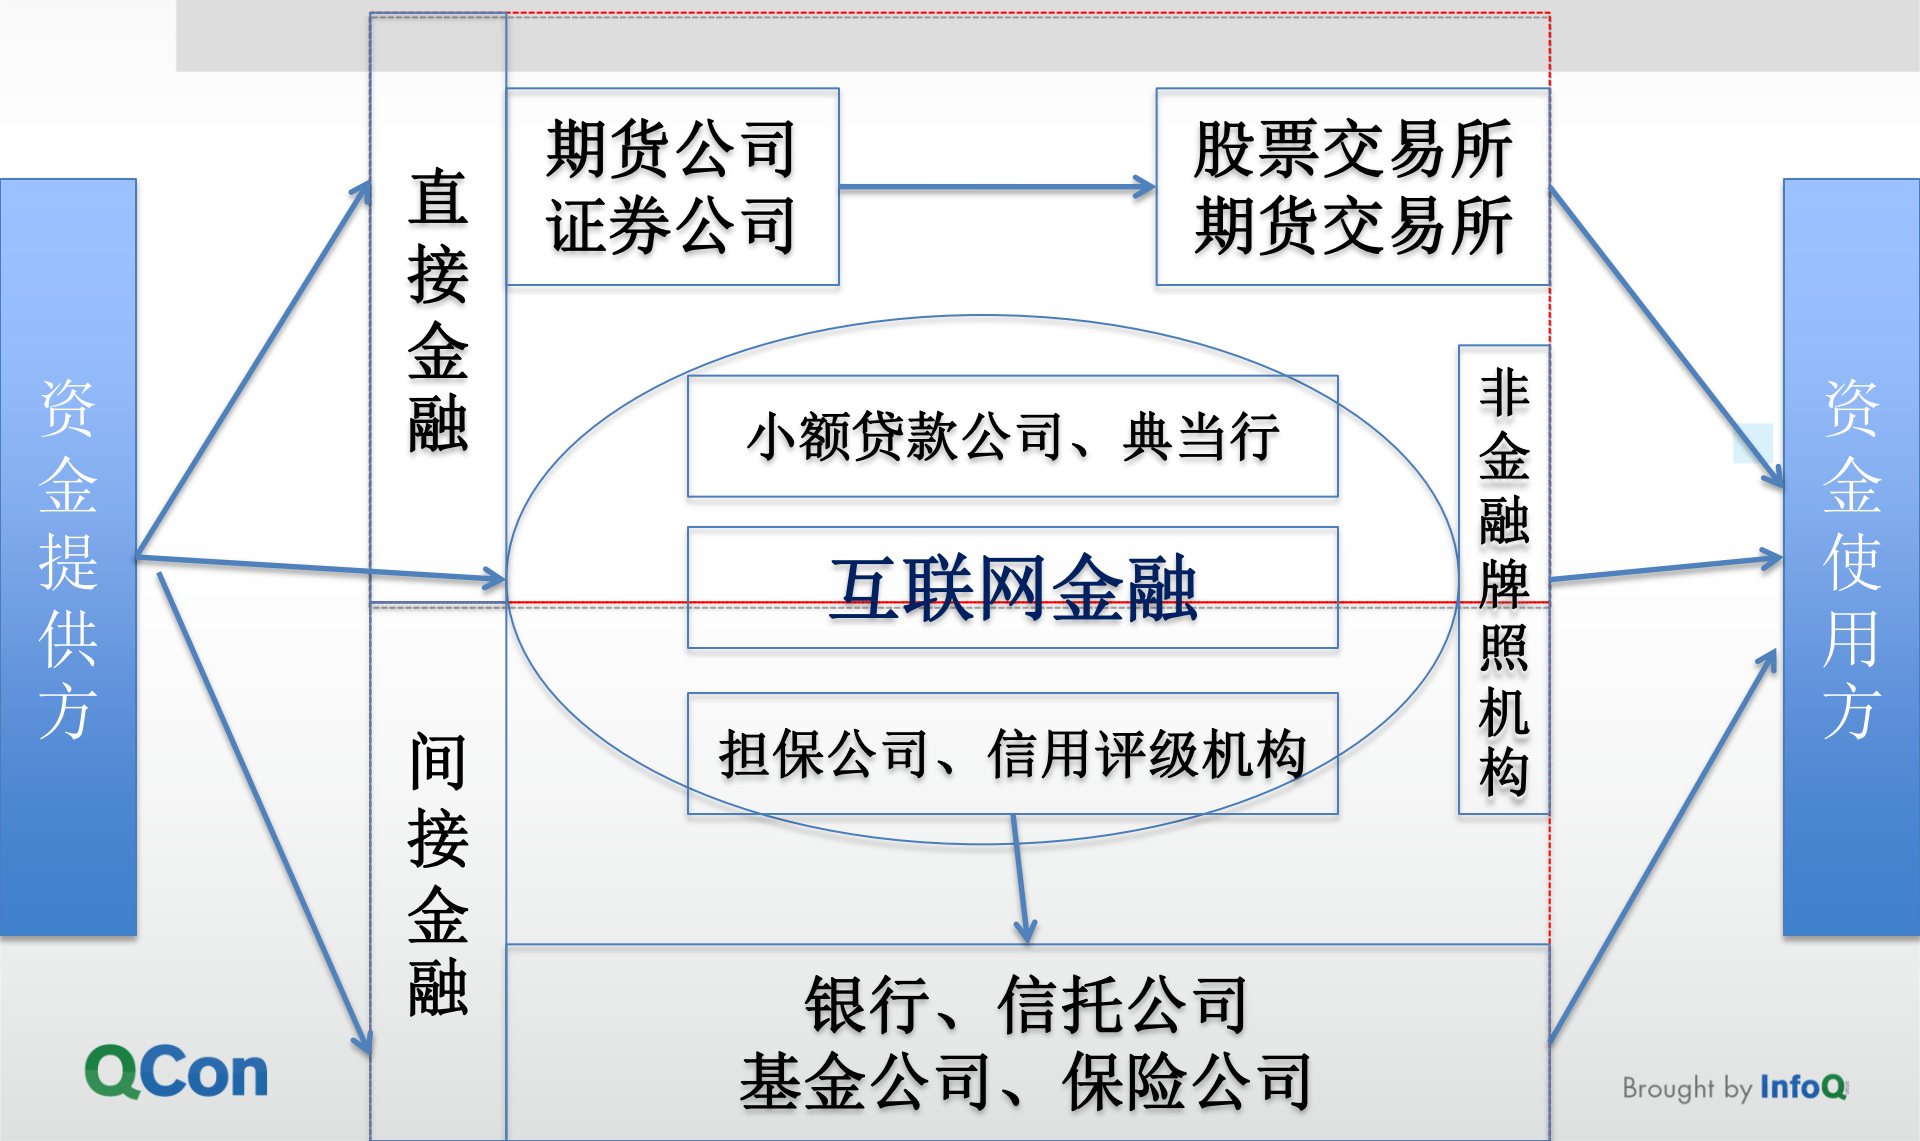 资金提供方
直接金融
期货公司
证券公司
股票交易所
期货交易所
小额贷款公司、典当行
互联网金融
担保公司、信用评级机构
非金融牌照机构
间接金融
银行、信托公司
基金公司、保险公司
资金使用方
QCon
Brought by InfoQ